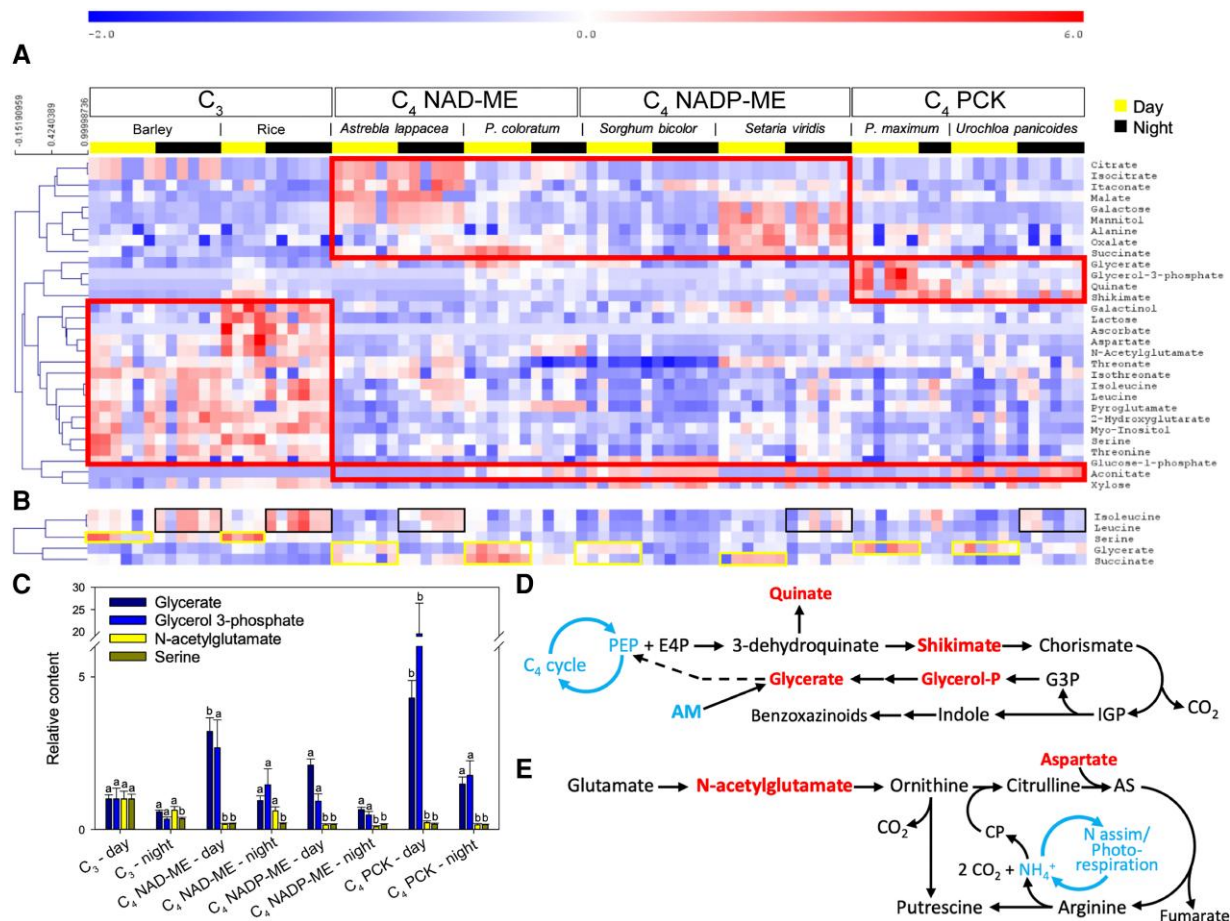 -2.0 0.0 6.0
A
-0.15190959
0.4240389
0.99998736
C3 C4 NAD-ME C4 NADP-ME C4 PCK
Barley Rice Astrebla lappacea P. coloratum Sorghum bicolor Setaria viridis P. maximum Urochloa panicoides
Day
Night
Citrate
Isocitrate
Itaconate
Malate
Galactose
Mannitol
Alanine
Oxalate
Succinate
Glycerate
Glycerol-3-phosphate
Quinate
Shikimate
Galactinol
Lactose
Ascorbate
Aspartate
N-Acetylglutamate
Threonate
Isothreonate
Isoleucine
Leucine
Pyroglutamate
2-Hydroxyglutarate
Myo-Inositol
Serine
Threonine
Glucose-1-phosphate
Aconitate
Xylose
B
Isoleucine
Leucine
Serine
Glycerate
Succinate
C
Relative content
30
25
20
5
0
Glycerate
Glycerol 3-phosphate
N-acetylglutamate
Serine
a a a a
a a a b
b a b b
a a a b
a a b b
a a b b
b b b b
a a b b
C3 - day
C3 - night
C4 NAD-ME - day
C4 NAD-ME - night
C4 NADP-ME - day
C4 NADP-ME - night
C4 PCK - day
C4 PCK - night
D
Quinate
C4 cycle
PEP + E4P
3-dehydroquinate
Shikimate
Chorismate
Glycerate
Glycerol-P
G3P
AM
Benzoxazinoids
Indole
IGP
CO2
E
Aspartate
Glutamate
N-acetylglutamate
Ornithine
Citrulline
AS
CO2
CP
N assim/
Photo-
respiration
2 CO2 + NH4+
Putrescine
Arginine
Fumarate